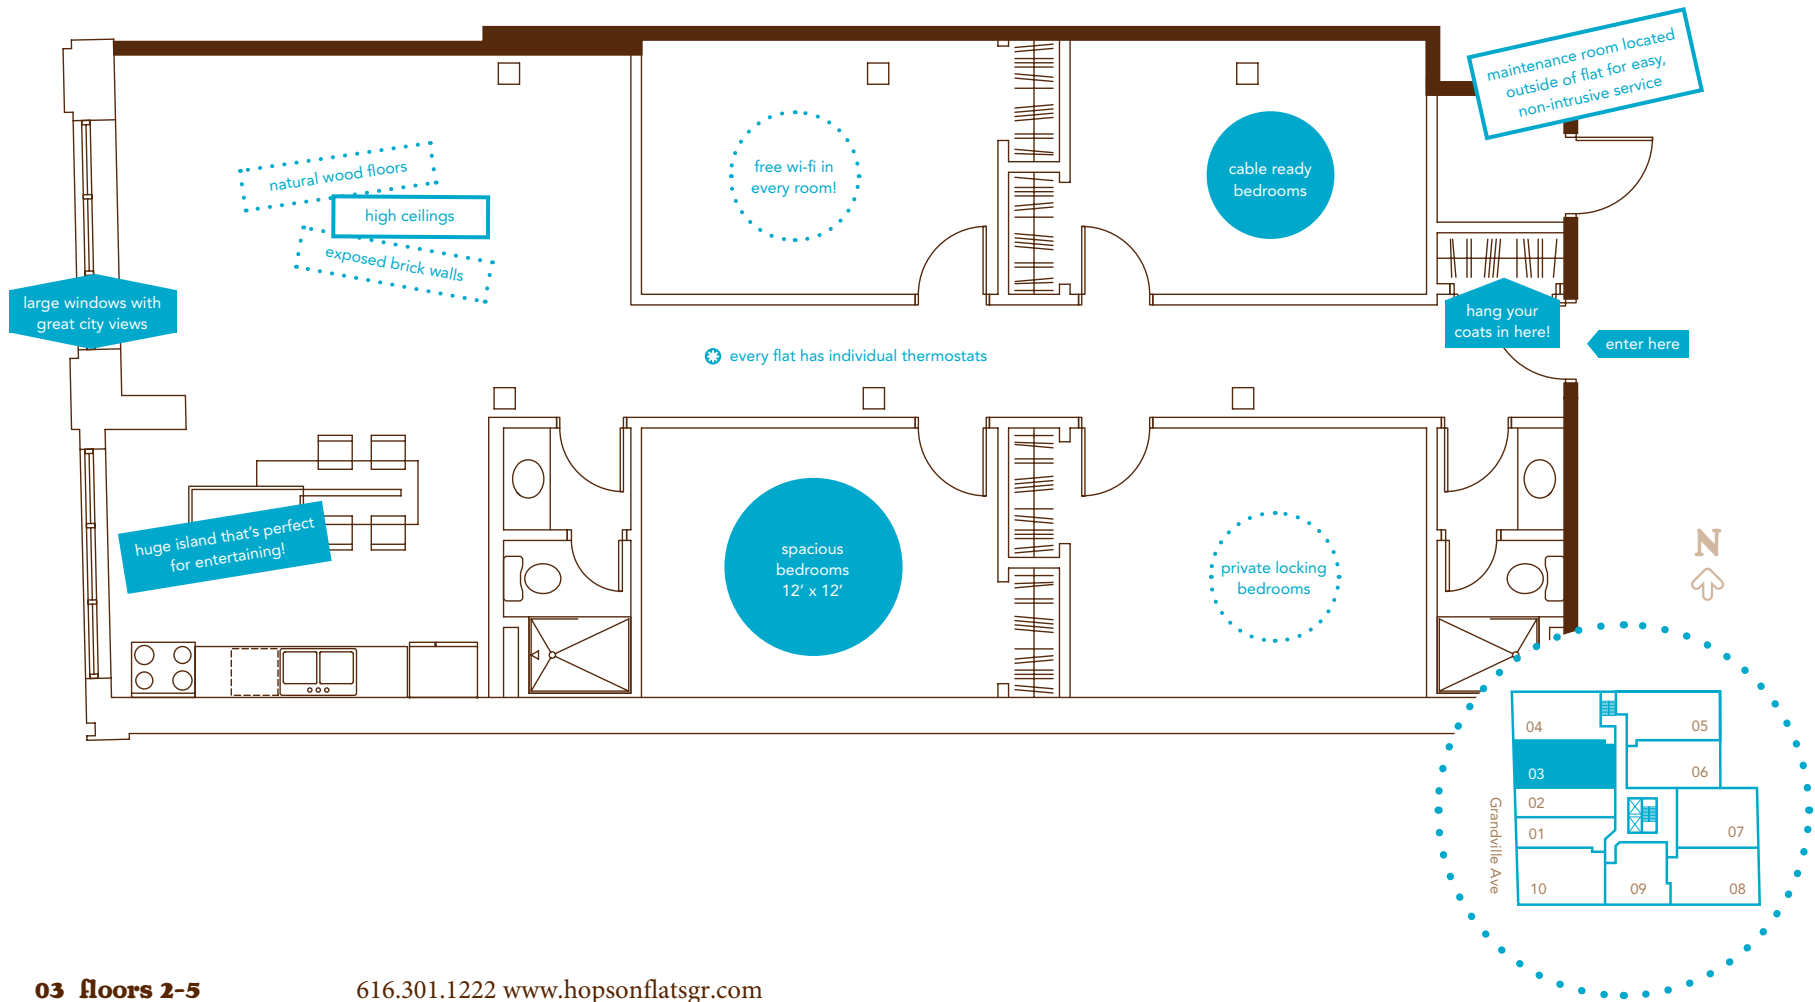 maintenance room located
outside of flat for easy,
non-intrusive service
natural wood floors
high ceilings
exposed brick walls
free wi-fi in
every room!
cable ready
bedrooms
large windows with
great city views
hang your
coats in here!
enter here
every flat has individual thermostats
huge island that's perfect
for entertaining!
spacious
bedrooms
12' x 12'
private locking
bedrooms
N
04
05
03
06
02
01
07
10
09
08
Grandville Ave
03 floors 2-5
616.301.1222 www.hopsonflatsgr.com